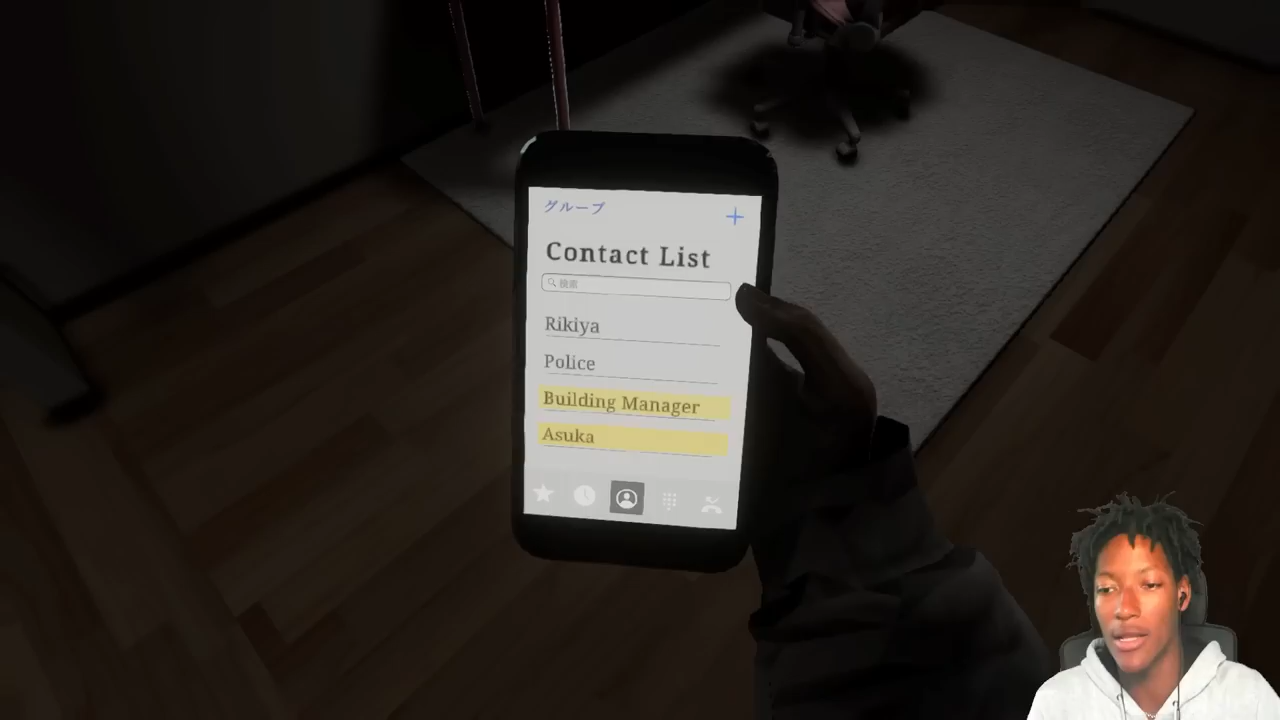 グループ
Contact List
検索
Rikiya
Police
Building Manager
Asuka